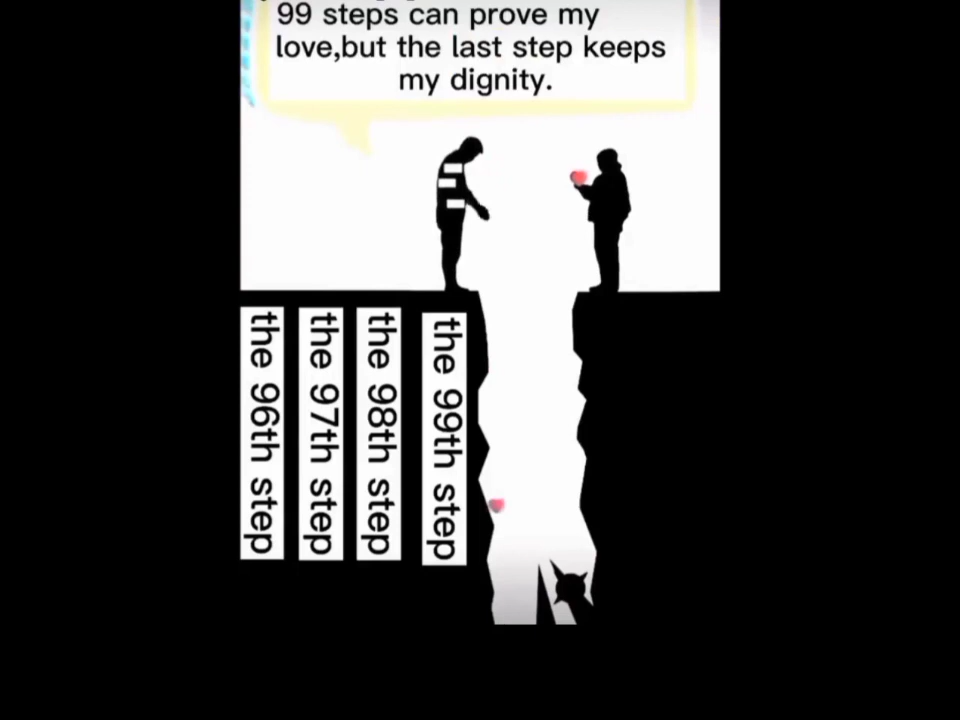 99 steps can prove my
love,but the last step keeps
my dignity.
the 96th step
the 97th step
the 98th step
the 99th step